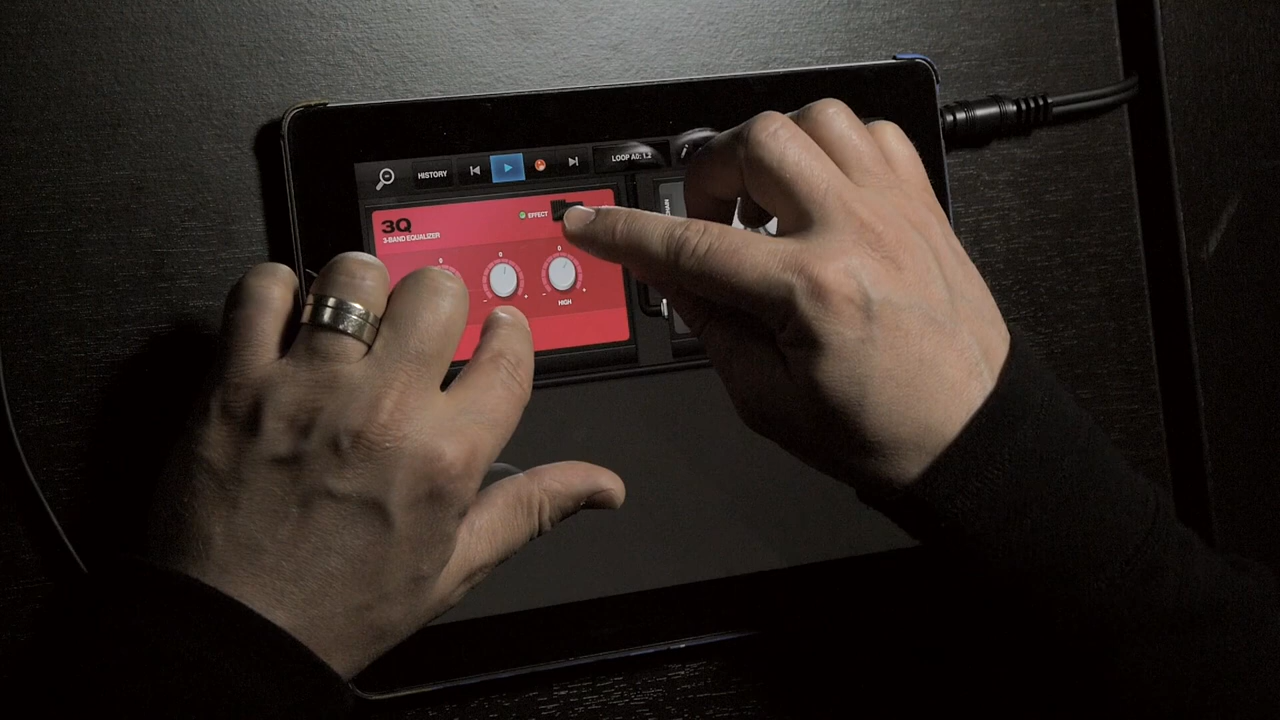 HISTORY
LOOP A0: 1.2
3Q
3-BAND EQUALIZER
EFFECT
0
0
0
-
+
-
+
HIGH